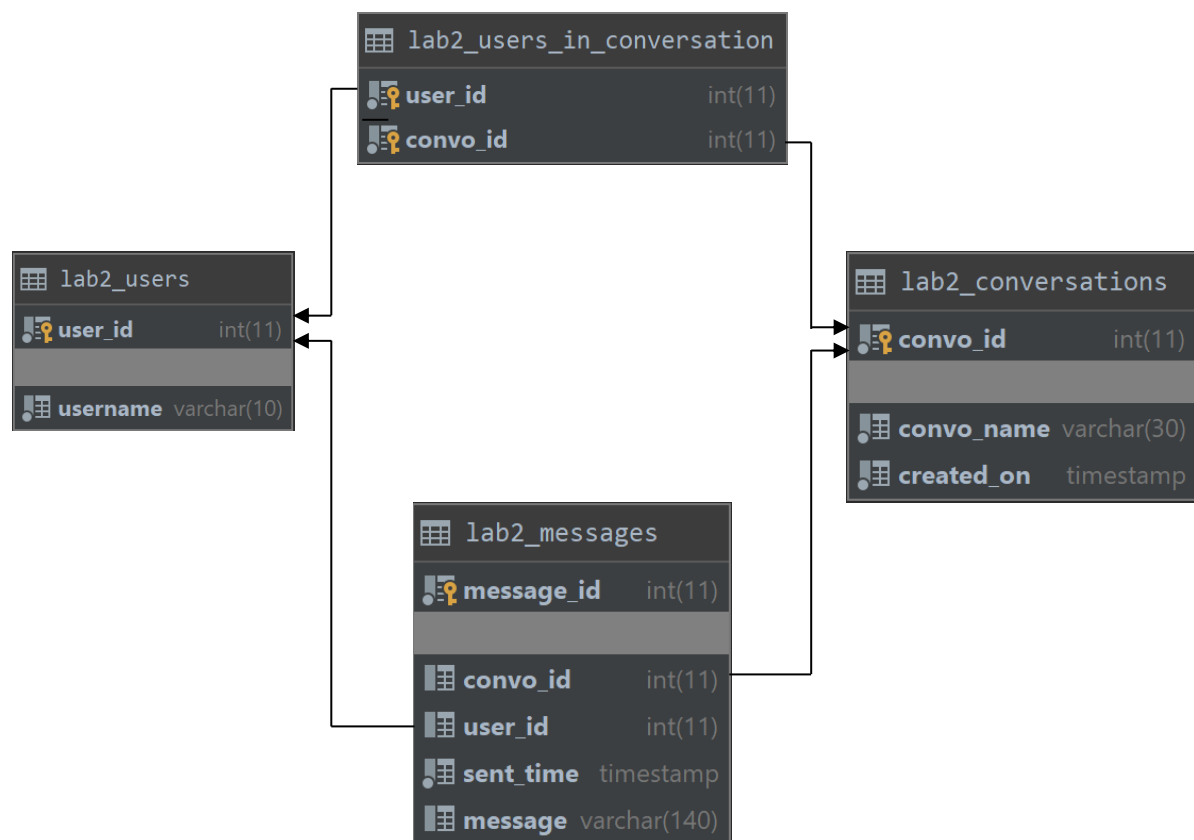 lab2_users_in_conversation
user_id int(11)
convo_id int(11)
lab2_users
user_id int(11)
username varchar(10)
lab2_conversations
convo_id int(11)
convo_name varchar(30)
created_on timestamp
lab2_messages
message_id int(11)
convo_id int(11)
user_id int(11)
sent_time timestamp
message varchar(140)